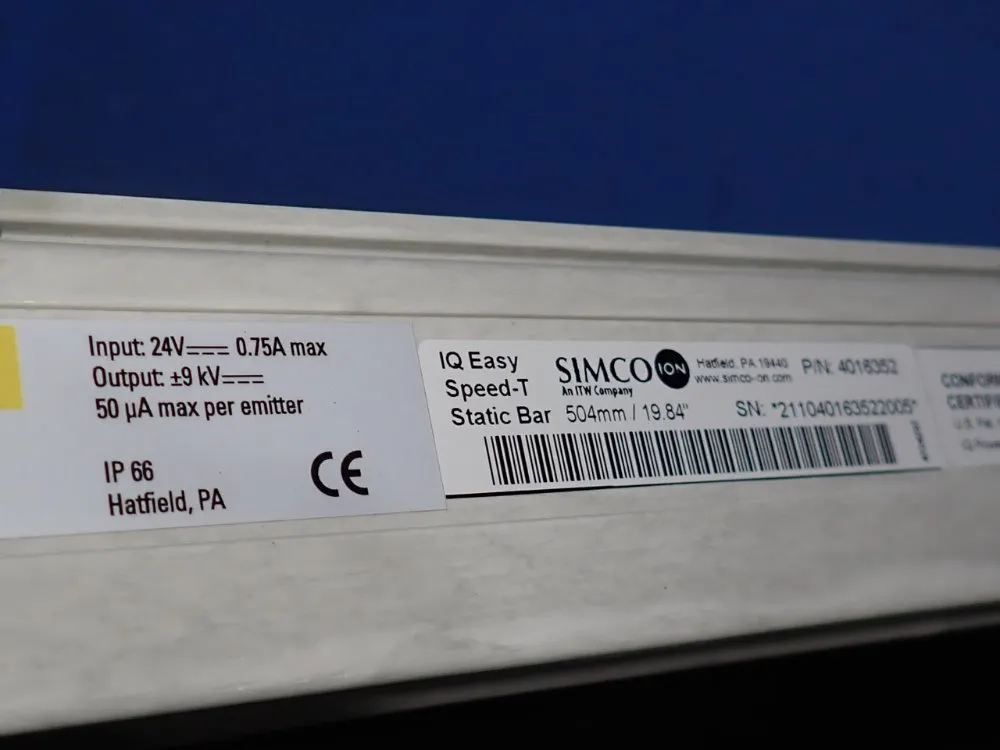 Input: 24V⎓ 0.75A max
Output: ±9 kV⎓
50 µA max per emitter
IP 66
Hatfield, PA
CE
IQ Easy
Speed-T
Static Bar
SIMCO ION
An ITW Company
504mm / 19.84"
Hatfield, PA 19440
www.simco-ion.com
P/N: 4016352
SN: *211040163522005*